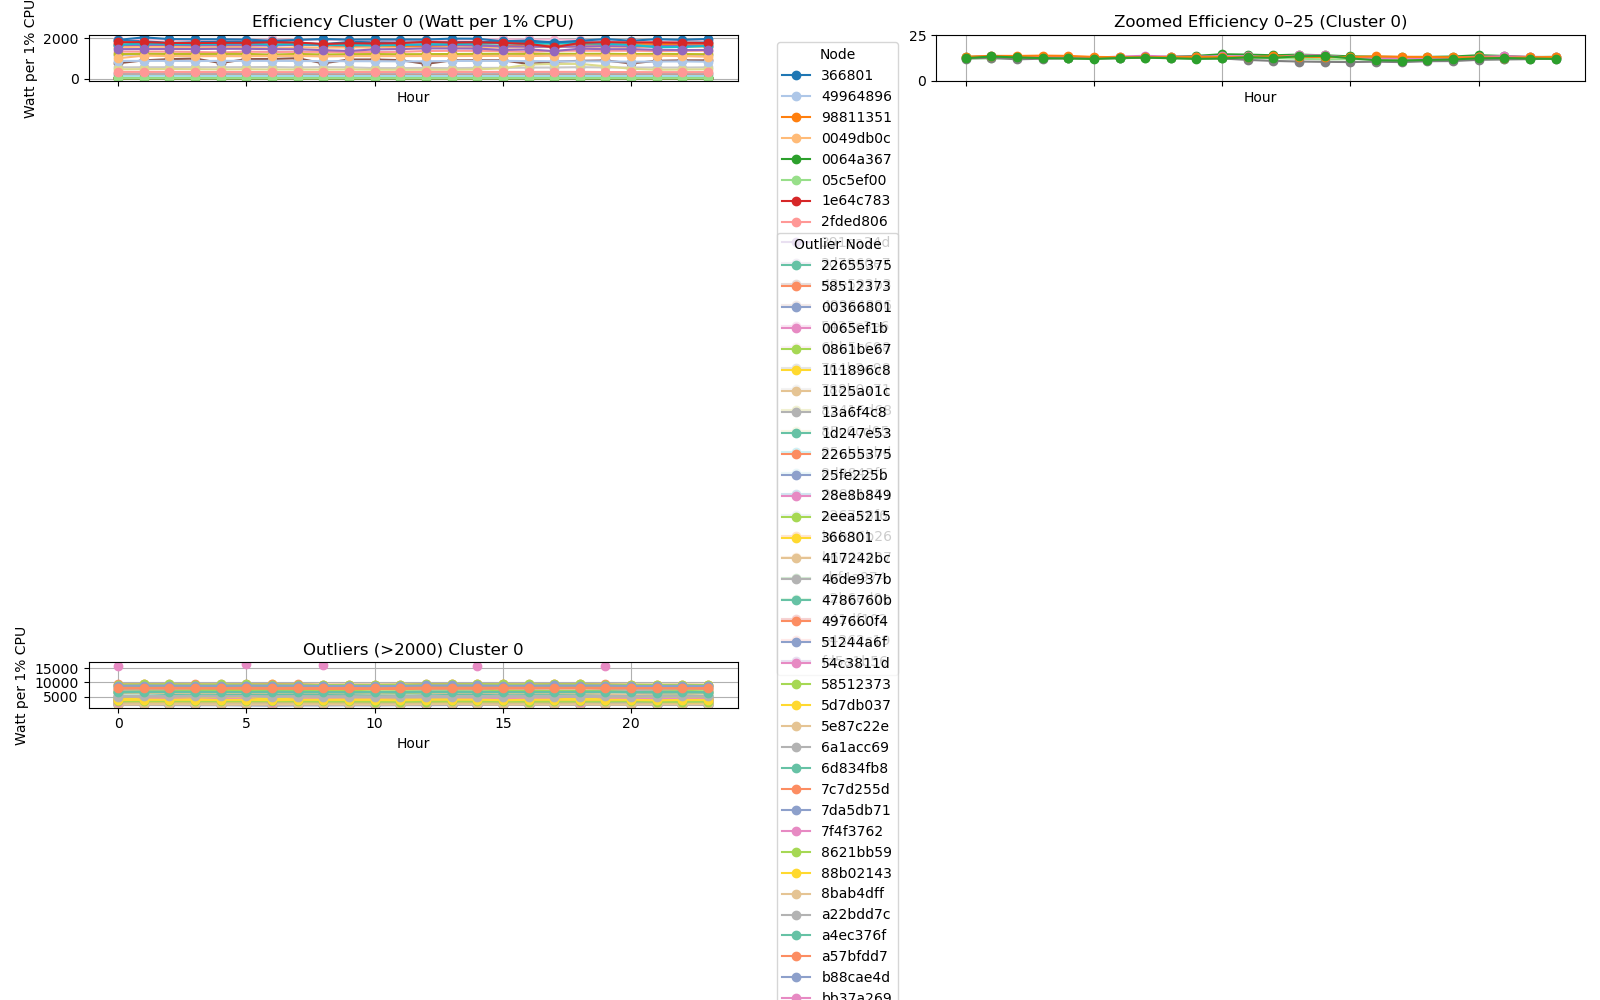 Efficiency Cluster 0 (Watt per 1% CPU)
Watt per 1% CPU
2000
0
Hour
Node
366801
49964896
98811351
0049db0c
0064a367
05c5ef00
1e64c783
2fded806
Zoomed Efficiency 0–25 (Cluster 0)
25
0
Hour
Outlier Node
22655375
58512373
00366801
0065ef1b
0861be67
111896c8
1125a01c
13a6f4c8
1d247e53
22655375
25fe225b
28e8b849
2eea5215
366801
417242bc
46de937b
4786760b
497660f4
51244a6f
54c3811d
58512373
5d7db037
5e87c22e
6a1acc69
6d834fb8
7c7d255d
7da5db71
7f4f3762
8621bb59
88b02143
8bab4dff
a22bdd7c
a4ec376f
a57bfdd7
b88cae4d
bb37a269
Outliers (>2000) Cluster 0
Watt per 1% CPU
15000
10000
5000
0 5 10 15 20
Hour